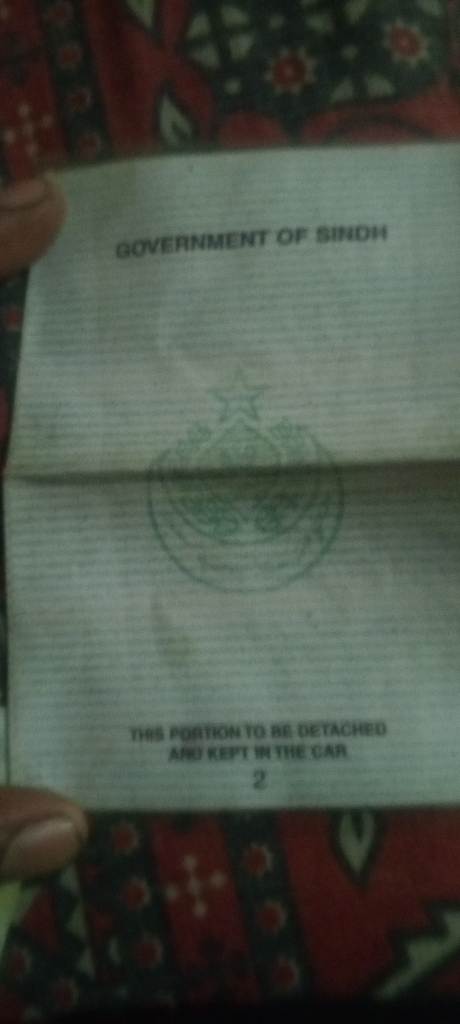 GOVERNMENT OF SINDH
THIS PORTION TO BE DETACHED
AND KEPT IN THE CAR
2